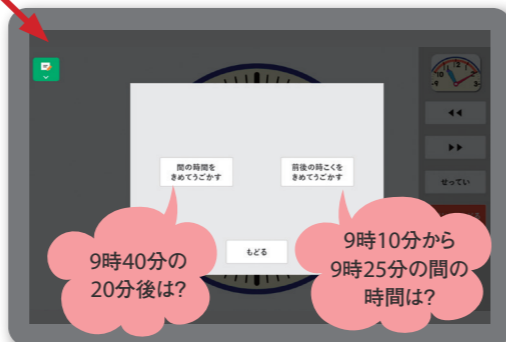 間の時間を
きめてうごかす
前後の時こくを
きめてうごかす
もどる
せってい
9時40分の
20分後は?
9時10分から
9時25分の間の
時間は?
12
10
9